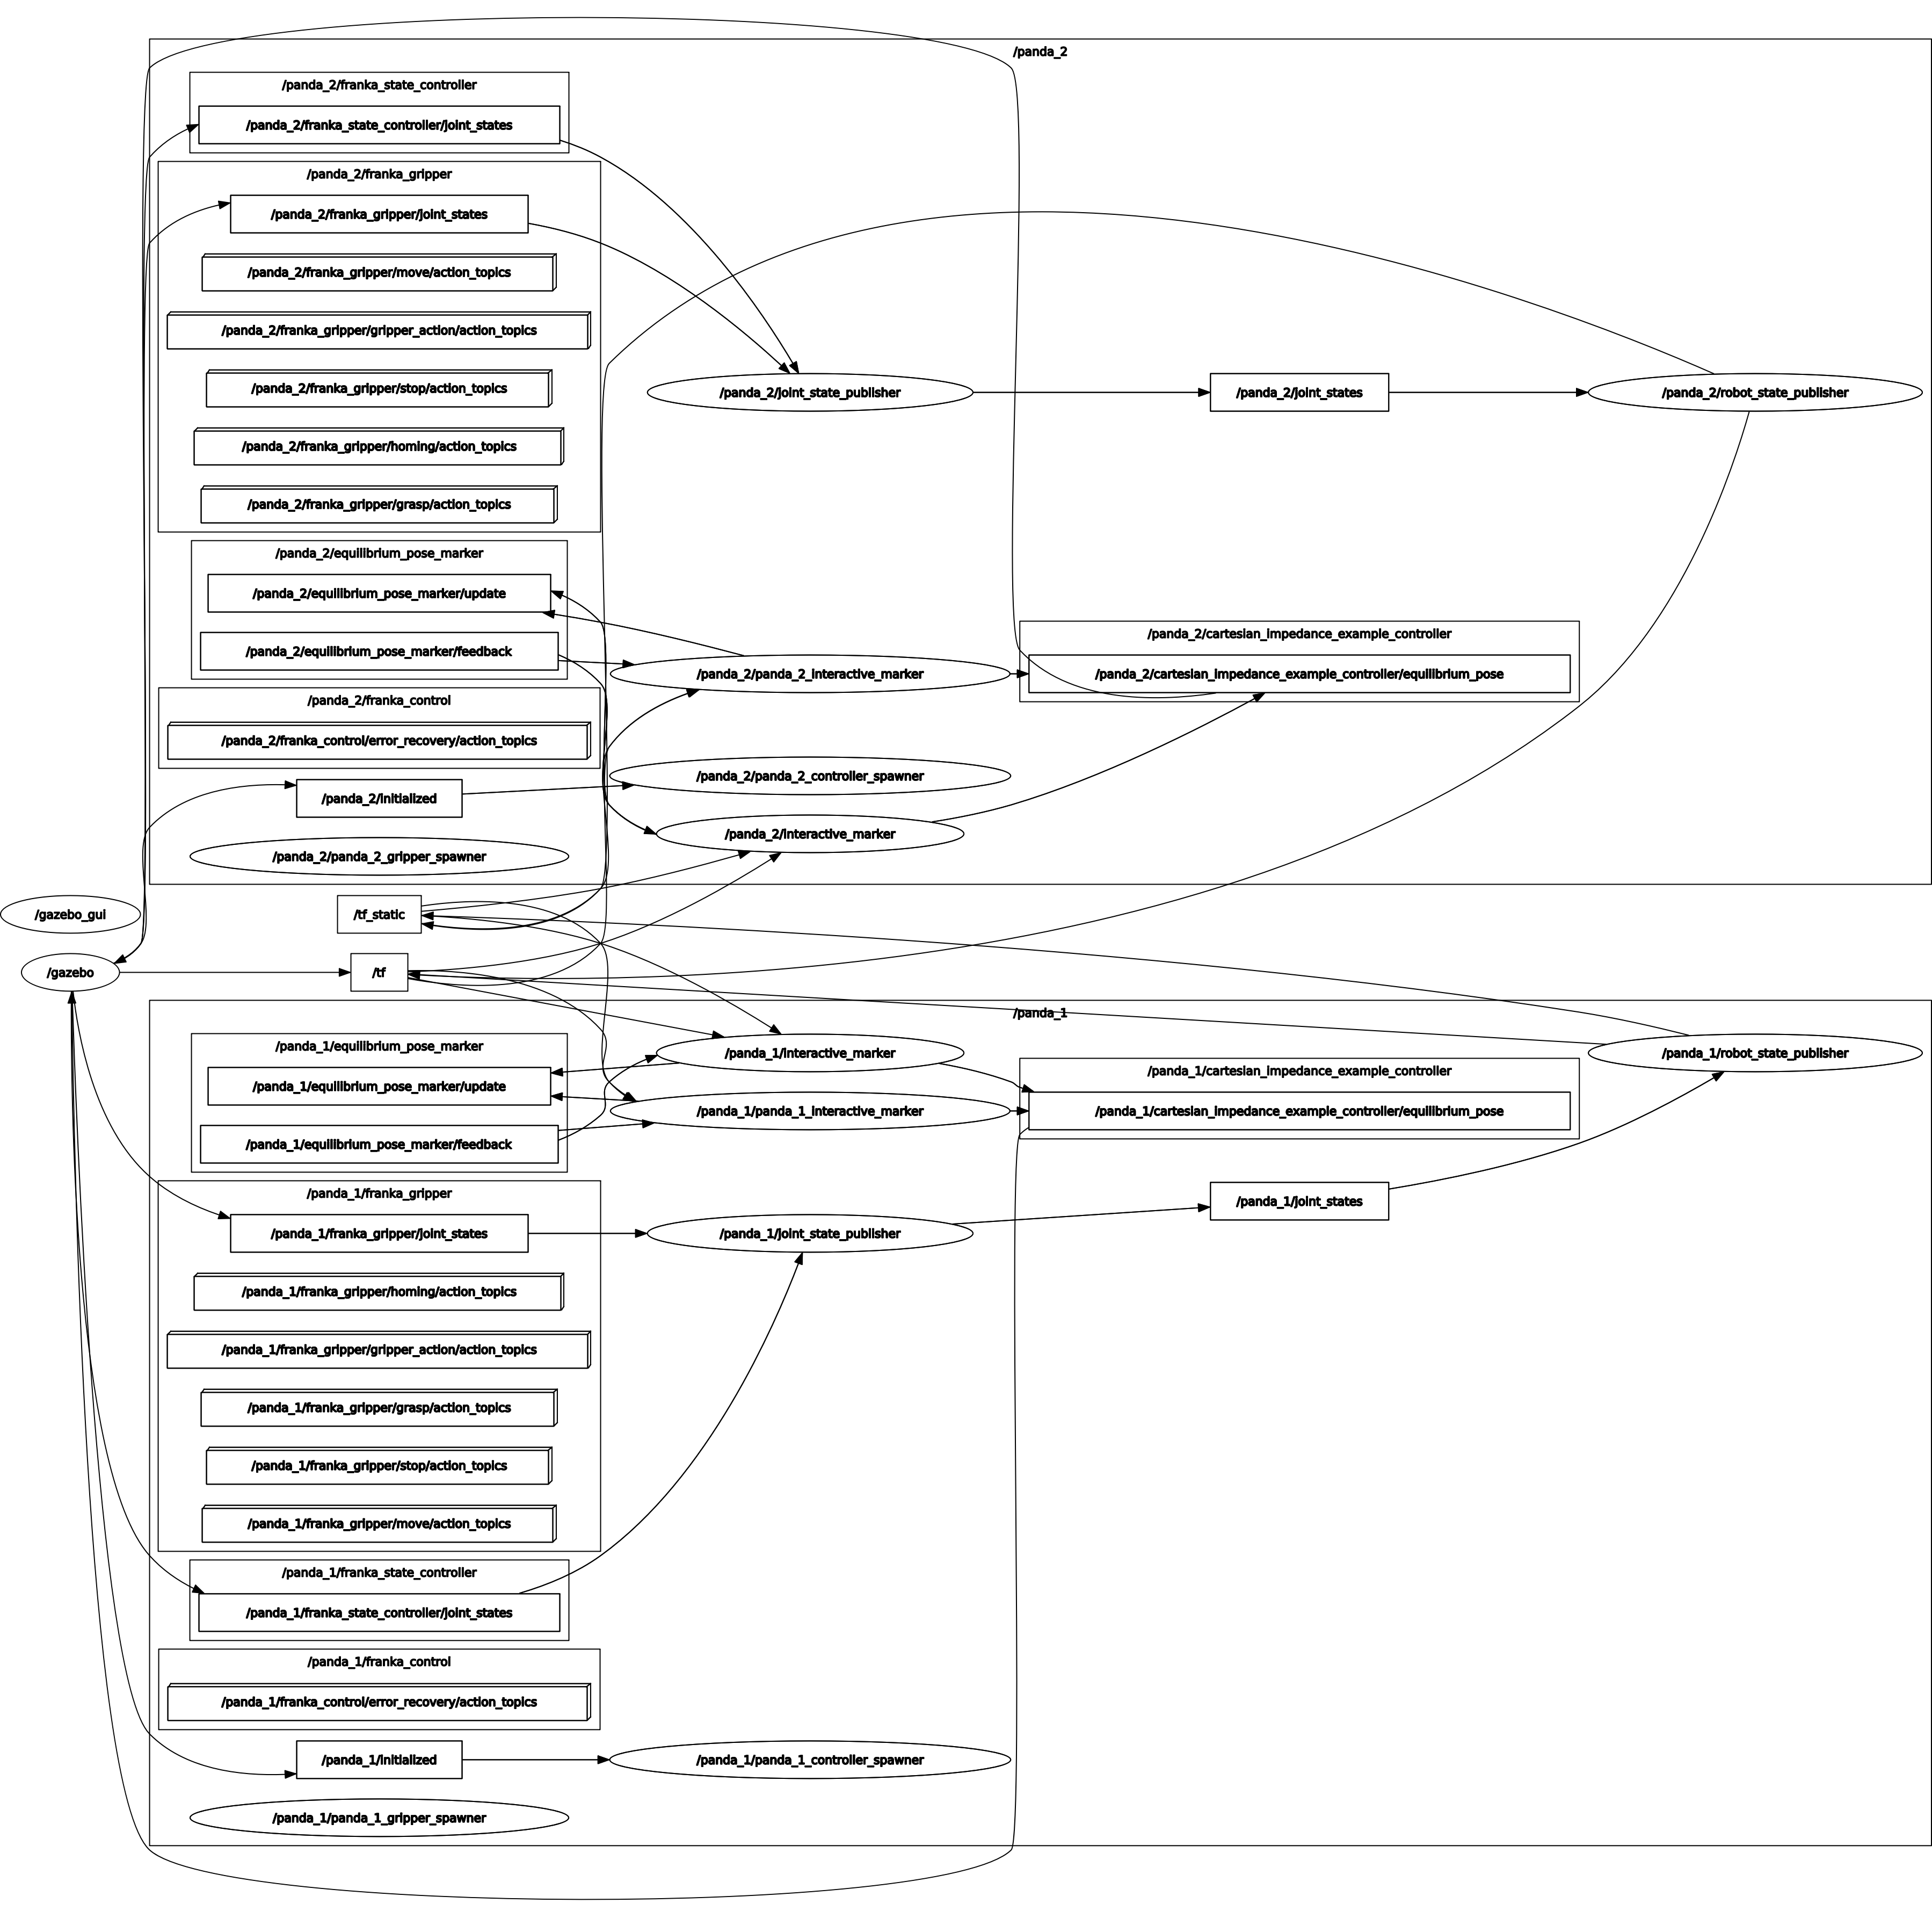 /panda_2
/panda_2/franka_state_controller
/panda_2/franka_state_controller/joint_states
/panda_2/franka_gripper
/panda_2/franka_gripper/joint_states
/panda_2/franka_gripper/move/action_topics
/panda_2/franka_gripper/gripper_action/action_topics
/panda_2/franka_gripper/stop/action_topics
/panda_2/joint_state_publisher
/panda_2/joint_states
/panda_2/robot_state_publisher
/panda_2/franka_gripper/homing/action_topics
/panda_2/franka_gripper/grasp/action_topics
/panda_2/equilibrium_pose_marker
/panda_2/equilibrium_pose_marker/update
/panda_2/equilibrium_pose_marker/feedback
/panda_2/cartesian_impedance_example_controller
/panda_2/panda_2_interactive_marker
/panda_2/cartesian_impedance_example_controller/equilibrium_pose
/panda_2/franka_control
/panda_2/franka_control/error_recovery/action_topics
/panda_2/panda_2_controller_spawner
/panda_2/initialized
/panda_2/interactive_marker
/panda_2/panda_2_gripper_spawner
/gazebo_gui
/tf_static
/gazebo
/tf
/panda_1
/panda_1/equilibrium_pose_marker
/panda_1/interactive_marker
/panda_1/robot_state_publisher
/panda_1/cartesian_impedance_example_controller
/panda_1/equilibrium_pose_marker/update
/panda_1/panda_1_interactive_marker
/panda_1/cartesian_impedance_example_controller/equilibrium_pose
/panda_1/equilibrium_pose_marker/feedback
/panda_1/franka_gripper
/panda_1/joint_states
/panda_1/franka_gripper/joint_states
/panda_1/joint_state_publisher
/panda_1/franka_gripper/homing/action_topics
/panda_1/franka_gripper/gripper_action/action_topics
/panda_1/franka_gripper/grasp/action_topics
/panda_1/franka_gripper/stop/action_topics
/panda_1/franka_gripper/move/action_topics
/panda_1/franka_state_controller
/panda_1/franka_state_controller/joint_states
/panda_1/franka_control
/panda_1/franka_control/error_recovery/action_topics
/panda_1/initialized
/panda_1/panda_1_controller_spawner
/panda_1/panda_1_gripper_spawner